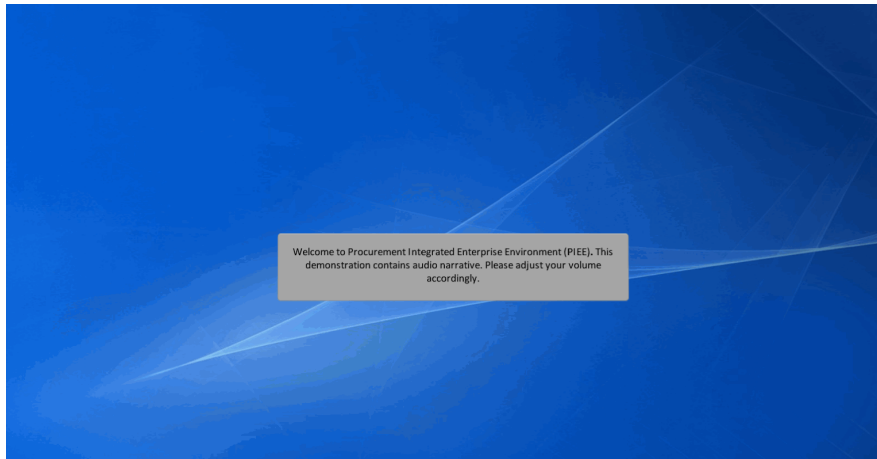 Welcome to Procurement Integrated Enterprise Environment (PIEE). This
demonstration contains audio narrative. Please adjust your volume
accordingly.